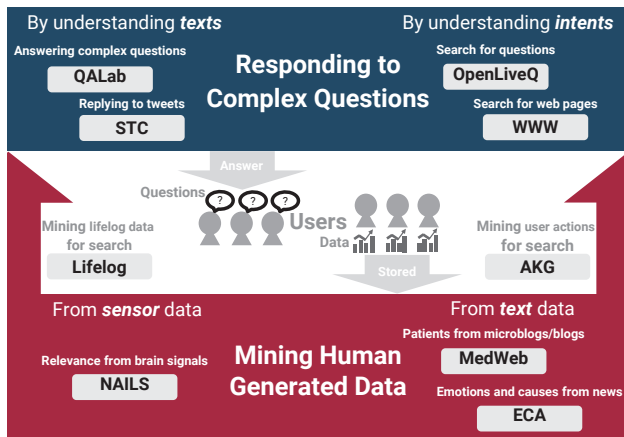 By understanding texts
By understanding intents
Answering complex questions
QALab
Replying to tweets
STC
Responding to
Complex Questions
Search for questions
OpenLiveQ
Search for web pages
WWW
Answer
Questions
? ? ?
Users
Data
Mining lifelog data
for search
Lifelog
Mining user actions
for search
AKG
Stored
From sensor data
From text data
Relevance from brain signals
NAILS
Mining Human
Generated Data
Patients from microblogs/blogs
MedWeb
Emotions and causes from news
ECA